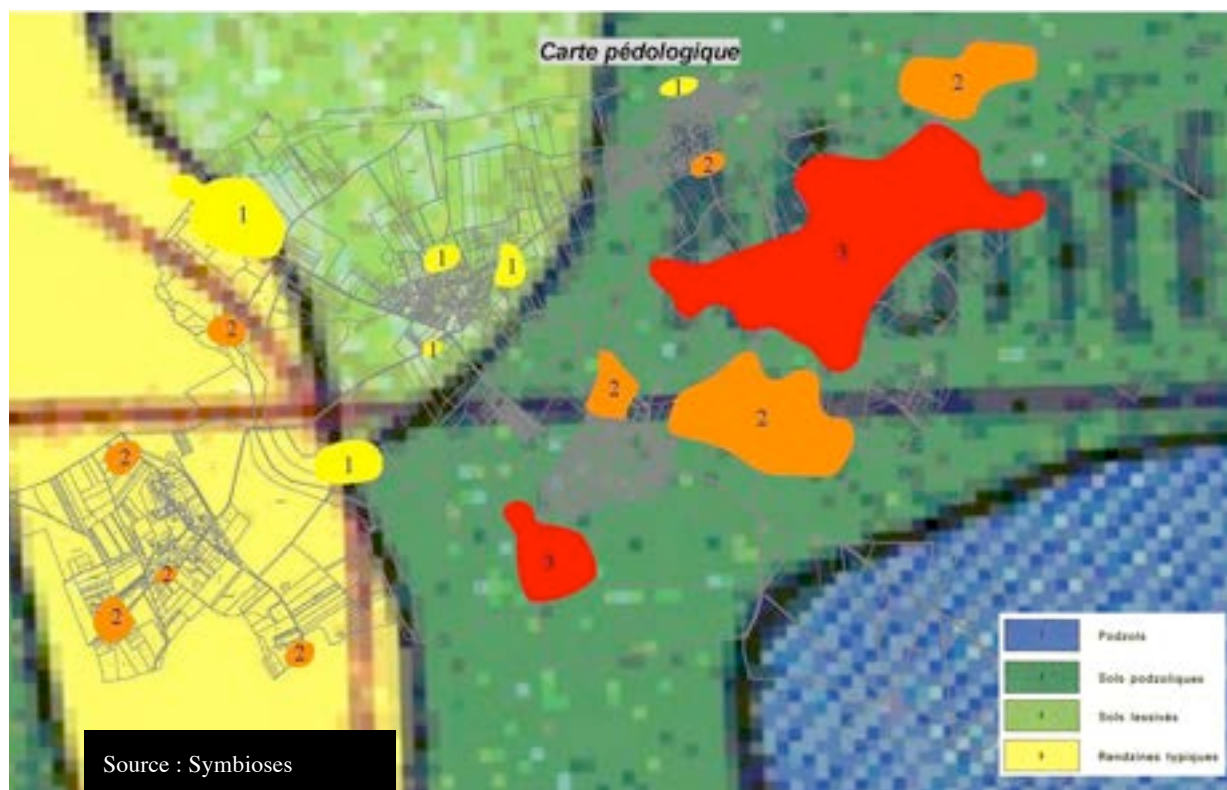 Carte pédologique
1
2
2
1
3
1
1
2
1
2
2
2
1
3
2
2
2
Podzols
Sols podzoliques
Sols lessivés
Rendzines typiques
Source : Symbioses